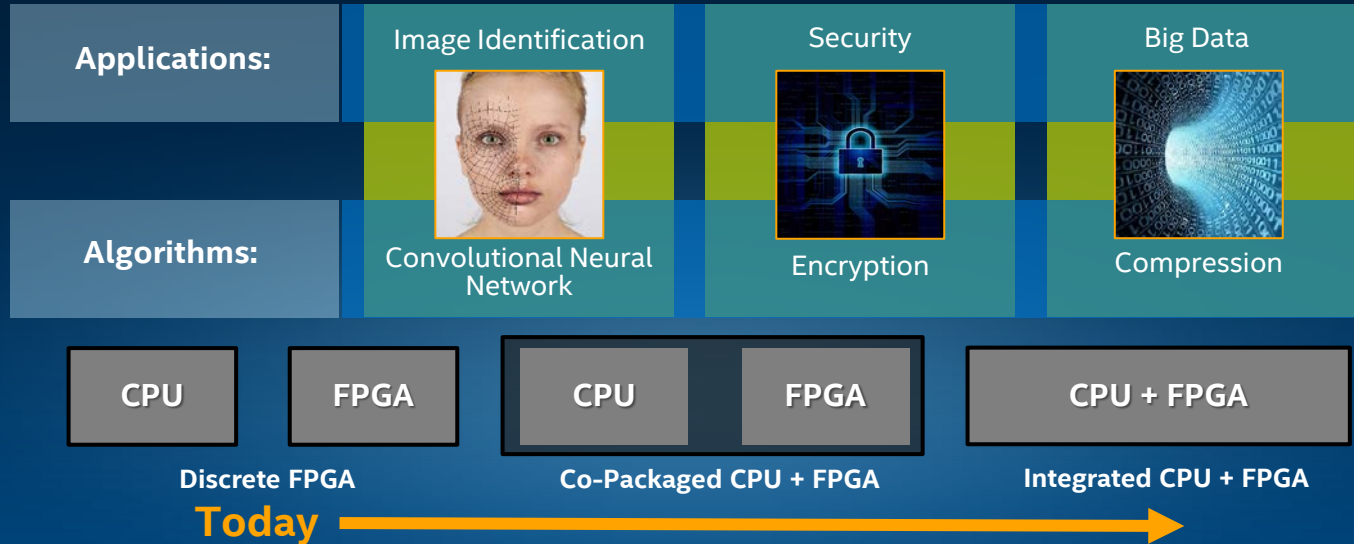 Applications:
Image Identification
Security
Big Data
Algorithms:
Convolutional Neural
Network
Encryption
Compression
CPU
FPGA
CPU
FPGA
CPU + FPGA
Discrete FPGA
Co-Packaged CPU + FPGA
Integrated CPU + FPGA
Today